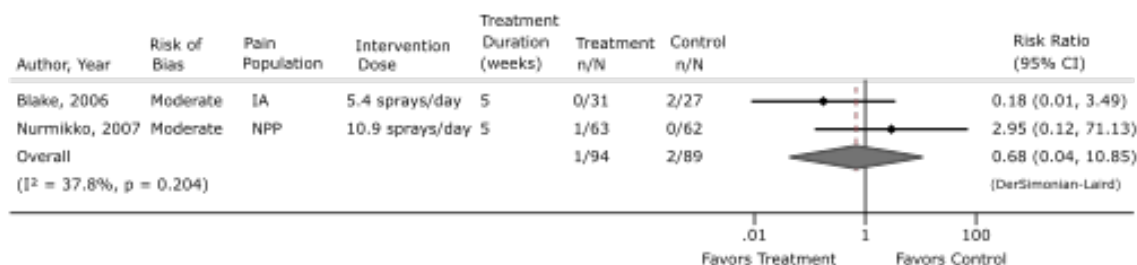 Author, Year Risk of Bias Pain Population Intervention Dose Treatment Duration (weeks) Treatment n/N Control n/N Risk Ratio (95% CI)
Blake, 2006 Moderate IA 5.4 sprays/day 5 0/31 2/27 0.18 (0.01, 3.49)
Nurmikko, 2007 Moderate NPP 10.9 sprays/day 5 1/63 0/62 2.95 (0.12, 71.13)
Overall 1/94 2/89 0.68 (0.04, 10.85)
(I² = 37.8%, p = 0.204) (DerSimonian-Laird)
.01 1 100
Favors Treatment Favors Control